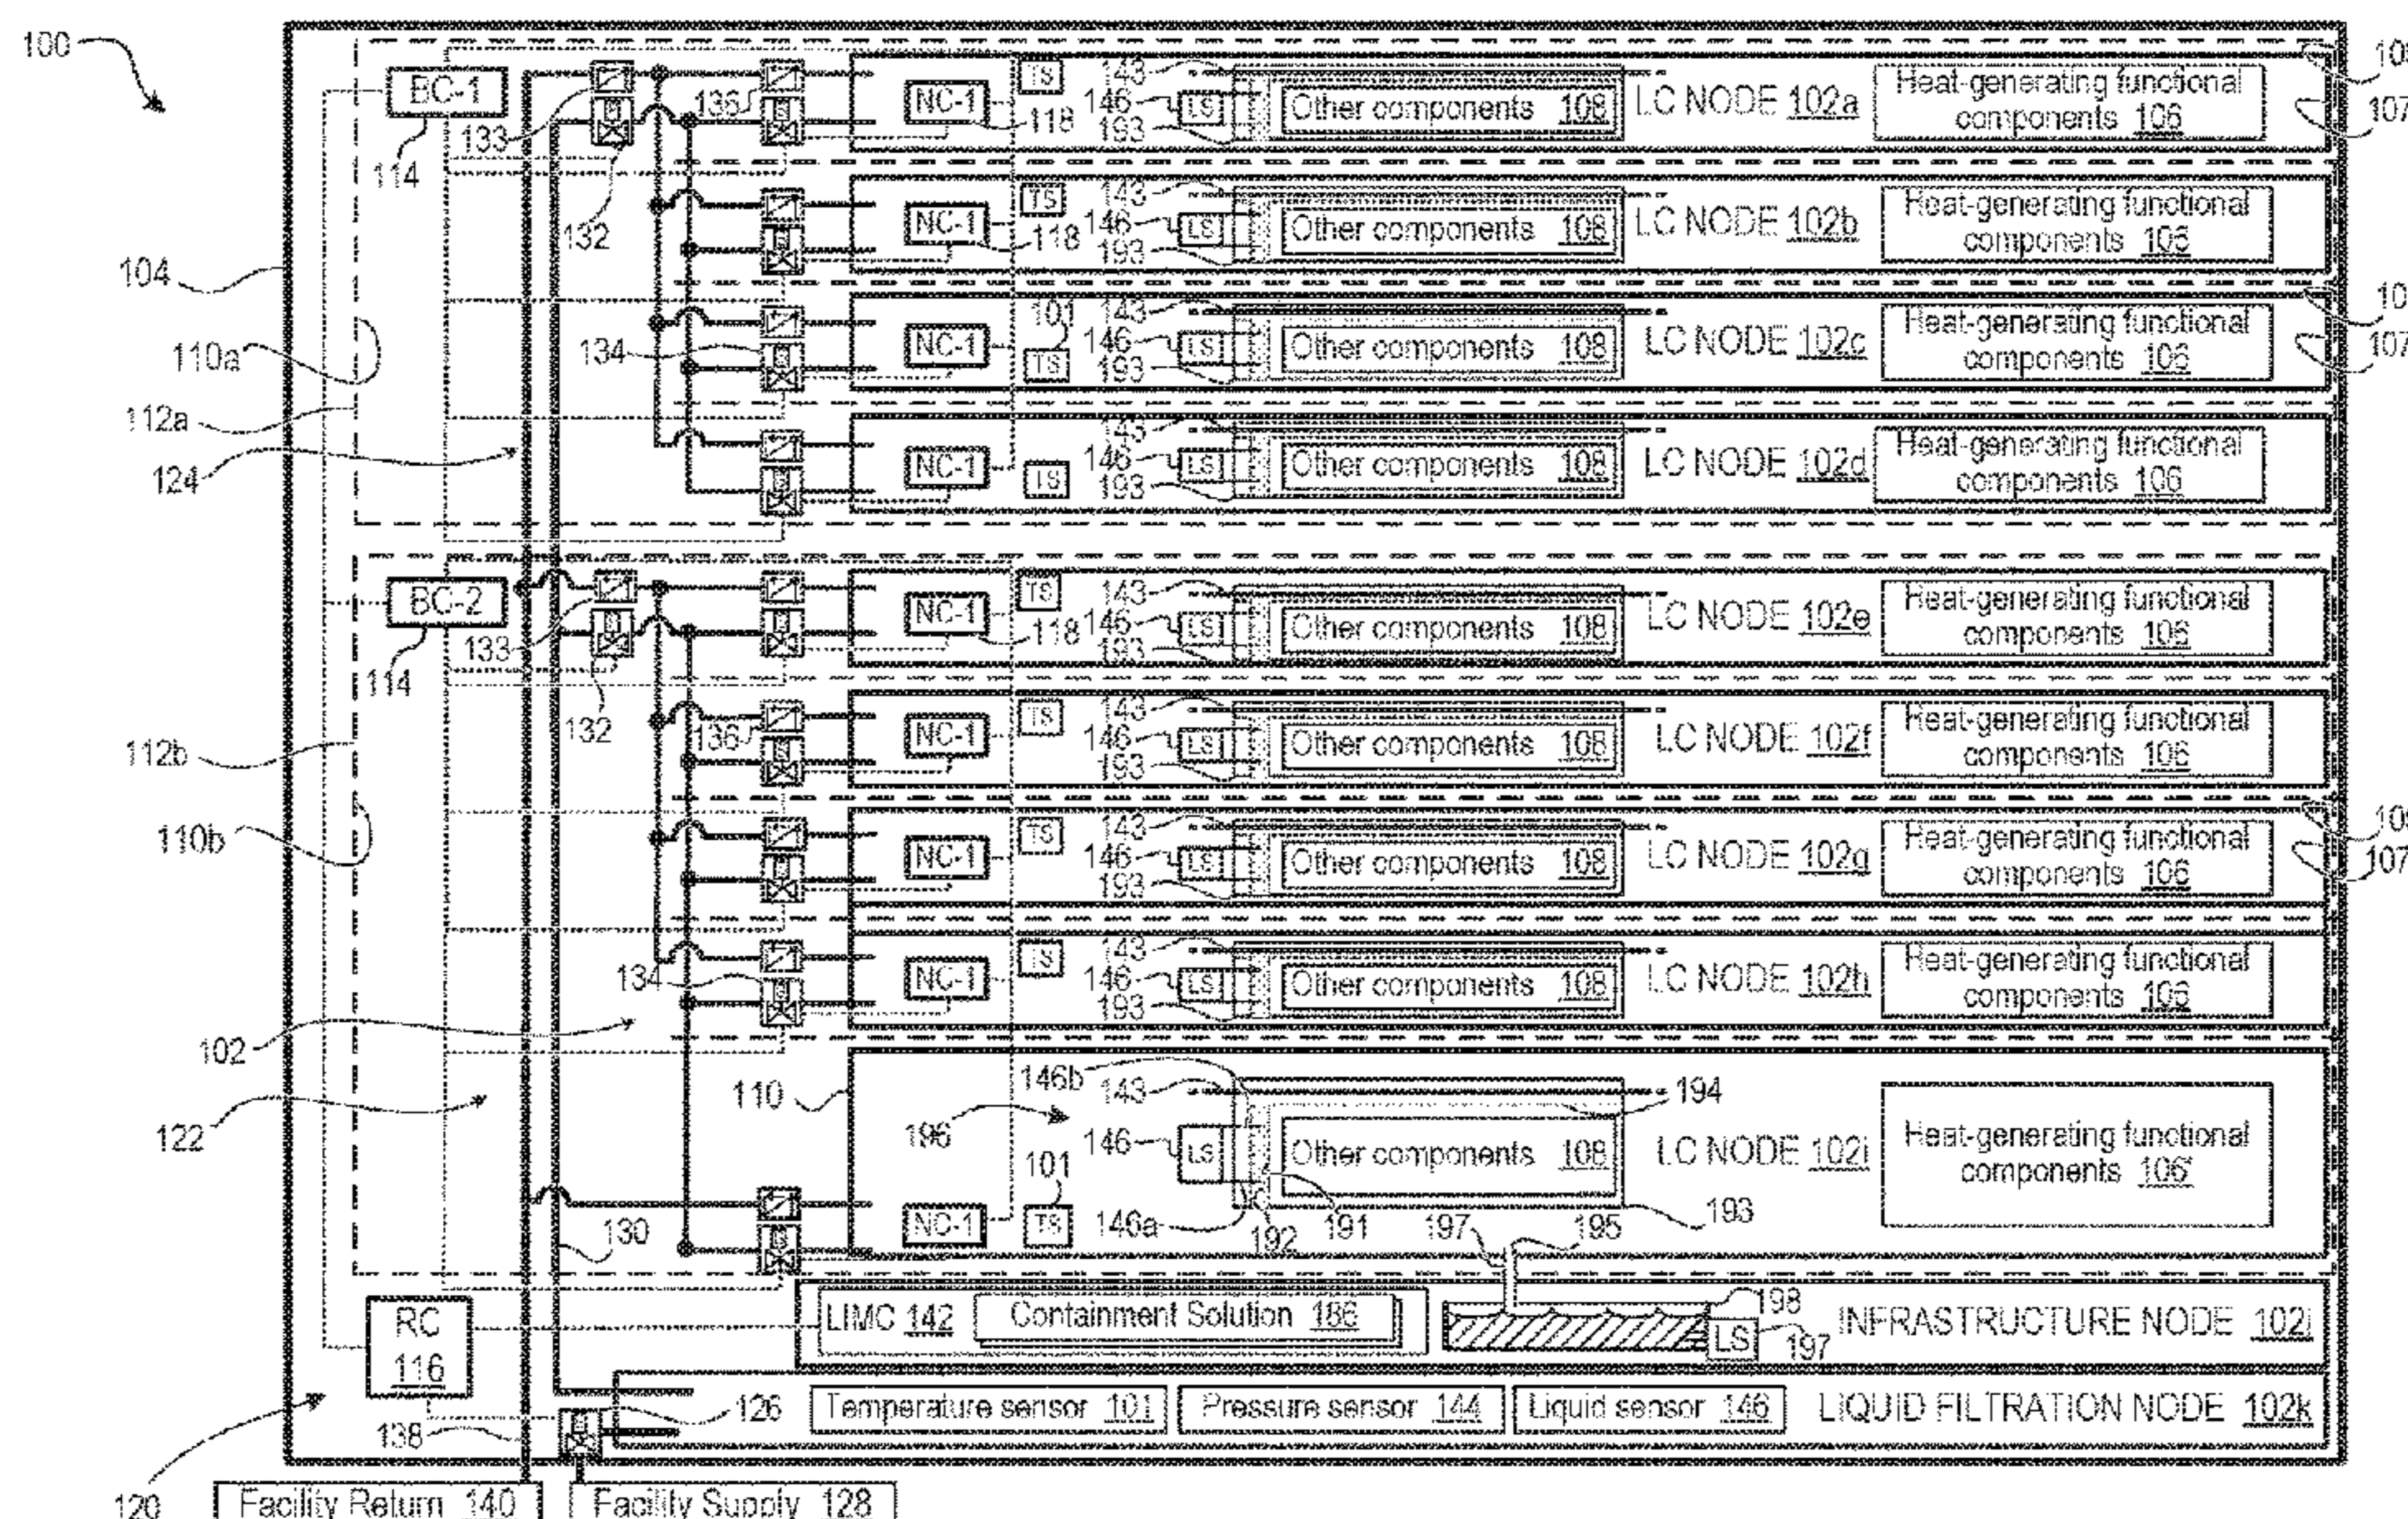 100
104
110a
112a
124
112b
110b
102
122
120
BC-1
114
133
132
136
NC-1
118
TS
143
146
LS
193
Other components 108
LC NODE 102a
Heat-generating functional
components 106
107
NC-1
118
TS
143
146
LS
193
Other components 108
LC NODE 102b
Heat-generating functional
components 106
134
NC-1
101
TS
143
146
LS
193
Other components 108
LC NODE 102c
Heat-generating functional
components 106
107
NC-1
TS
143
146
LS
193
Other components 108
LC NODE 102d
Heat-generating functional
components 106
BC-2
114
133
132
NC-1
118
TS
143
146
LS
193
Other components 108
LC NODE 102e
Heat-generating functional
components 106
136
NC-1
TS
143
146
LS
193
Other components 108
LC NODE 102f
Heat-generating functional
components 106
NC-1
TS
143
146
LS
193
Other components 108
LC NODE 102g
Heat-generating functional
components 106
107
134
NC-1
TS
143
146
LS
193
Other components 108
LC NODE 102h
Heat-generating functional
components 106
110
146b
143
194
196
146
LS
Other components 108
LC NODE 102i
Heat-generating functional
components 106'
101
NC-1
TS
146a
192
191
197
195
193
130
RC
116
LIMC 142
Containment Solution 186
198
LS
197
INFRASTRUCTURE NODE 102j
138
126
Temperature sensor 101
Pressure sensor 144
Liquid sensor 146
LIQUID FILTRATION NODE 102k
Facility Return 140
Facility Supply 128